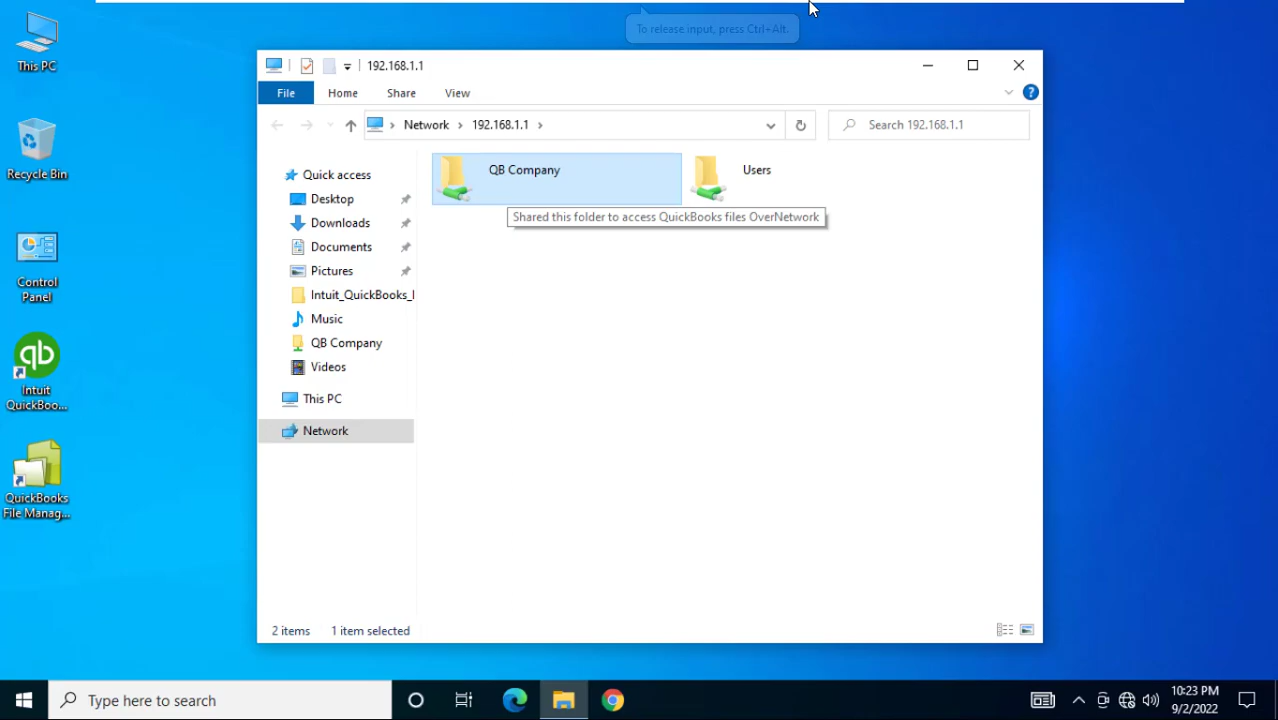 To release input, press Ctrl+Alt.
This PC
192.168.1.1
File
Home
Share
View
Network
192.168.1.1
Search 192.168.1.1
Recycle Bin
Quick access
Desktop
Downloads
Documents
Pictures
Intuit_QuickBooks_
Music
QB Company
Videos
This PC
Network
QB Company
Users
Shared this folder to access QuickBooks files OverNetwork
Control
Panel
qb
Intuit
QuickBoo...
QuickBooks
File Manag...
2 items
1 item selected
Type here to search
10:23 PM
9/2/2022